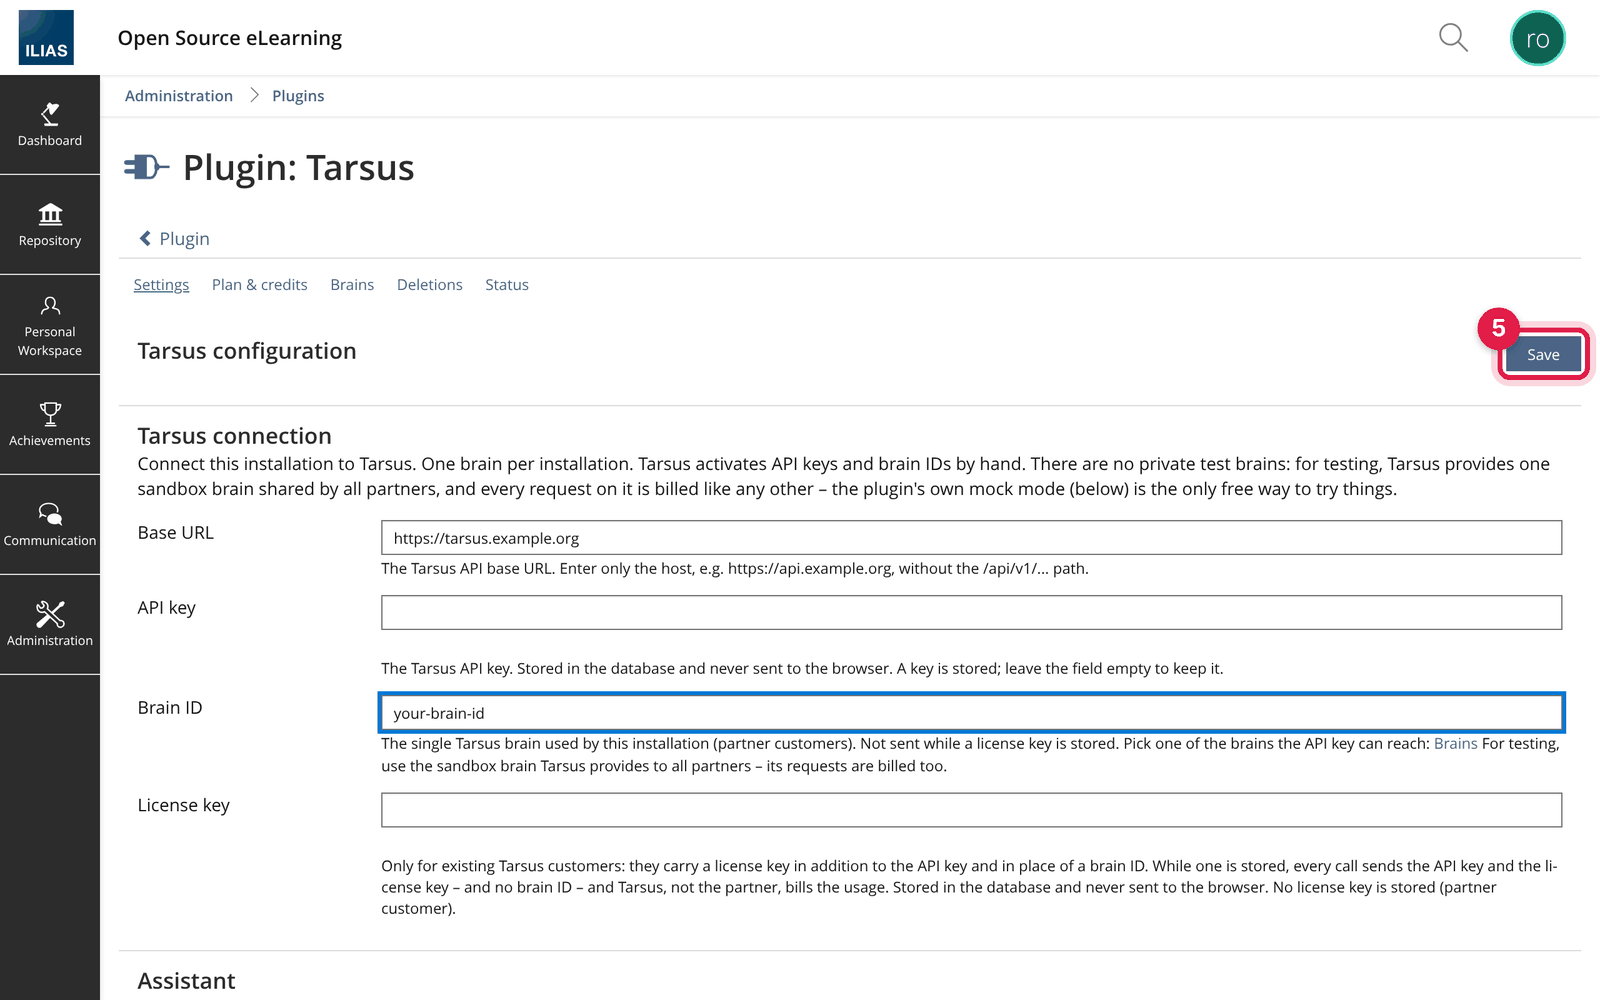 ILIAS
Open Source eLearning
ro
Dashboard
Repository
Personal
Workspace
Achievements
Communication
Administration
Administration
Plugins
Plugin: Tarsus
Plugin
Settings Plan & credits Brains Deletions Status
5
Tarsus configuration
Save
Tarsus connection
Connect this installation to Tarsus. One brain per installation. Tarsus activates API keys and brain IDs by hand. There are no private test brains: for testing, Tarsus provides one
sandbox brain shared by all partners, and every request on it is billed like any other – the plugin's own mock mode (below) is the only free way to try things.
Base URL
https://tarsus.example.org
The Tarsus API base URL. Enter only the host, e.g. https://api.example.org, without the /api/v1/... path.
API key
The Tarsus API key. Stored in the database and never sent to the browser. A key is stored; leave the field empty to keep it.
Brain ID
your-brain-id
The single Tarsus brain used by this installation (partner customers). Not sent while a license key is stored. Pick one of the brains the API key can reach: Brains For testing,
use the sandbox brain Tarsus provides to all partners – its requests are billed too.
License key
Only for existing Tarsus customers: they carry a license key in addition to the API key and in place of a brain ID. While one is stored, every call sends the API key and the li-
cense key – and no brain ID – and Tarsus, not the partner, bills the usage. Stored in the database and never sent to the browser. No license key is stored (partner
customer).
Assistant